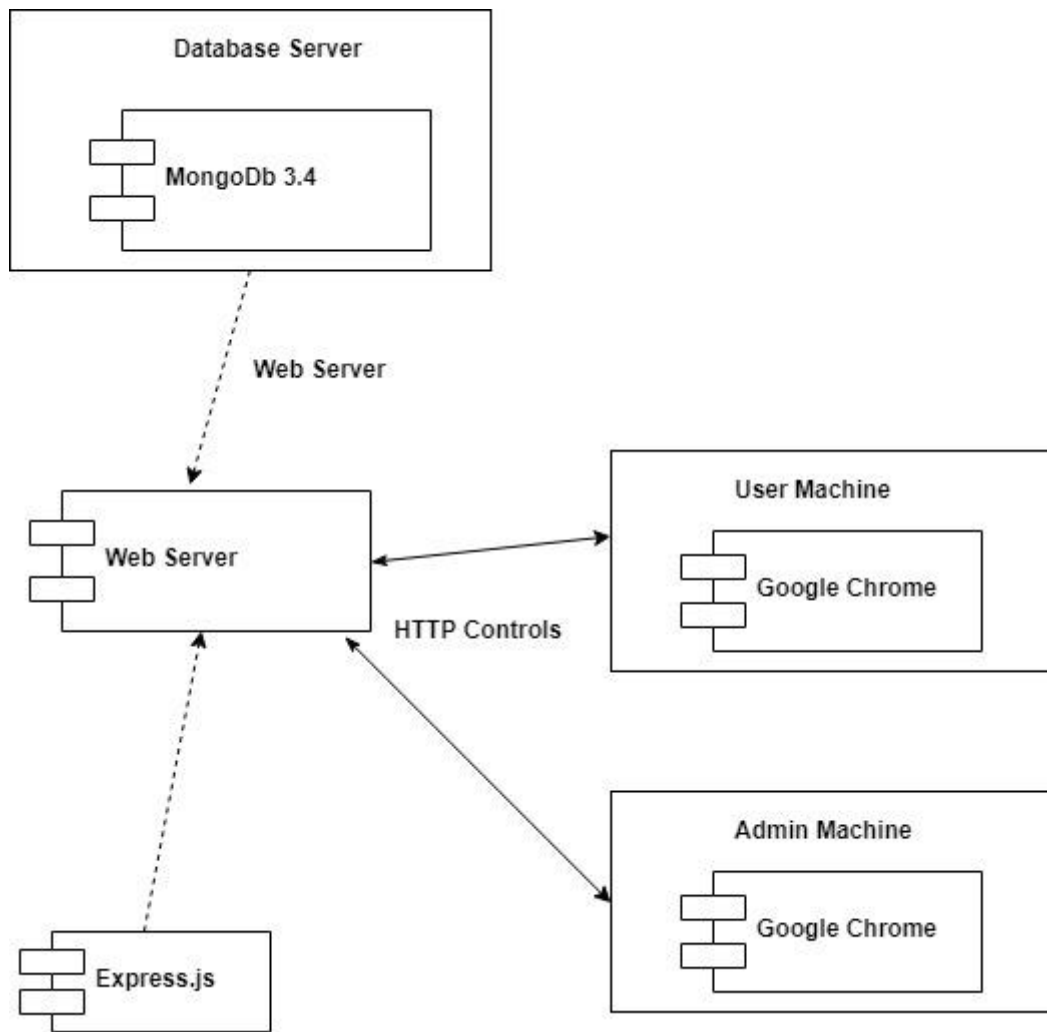 Database Server
MongoDb 3.4
Web Server
Web Server
User Machine
Google Chrome
HTTP Controls
Admin Machine
Google Chrome
Express.js